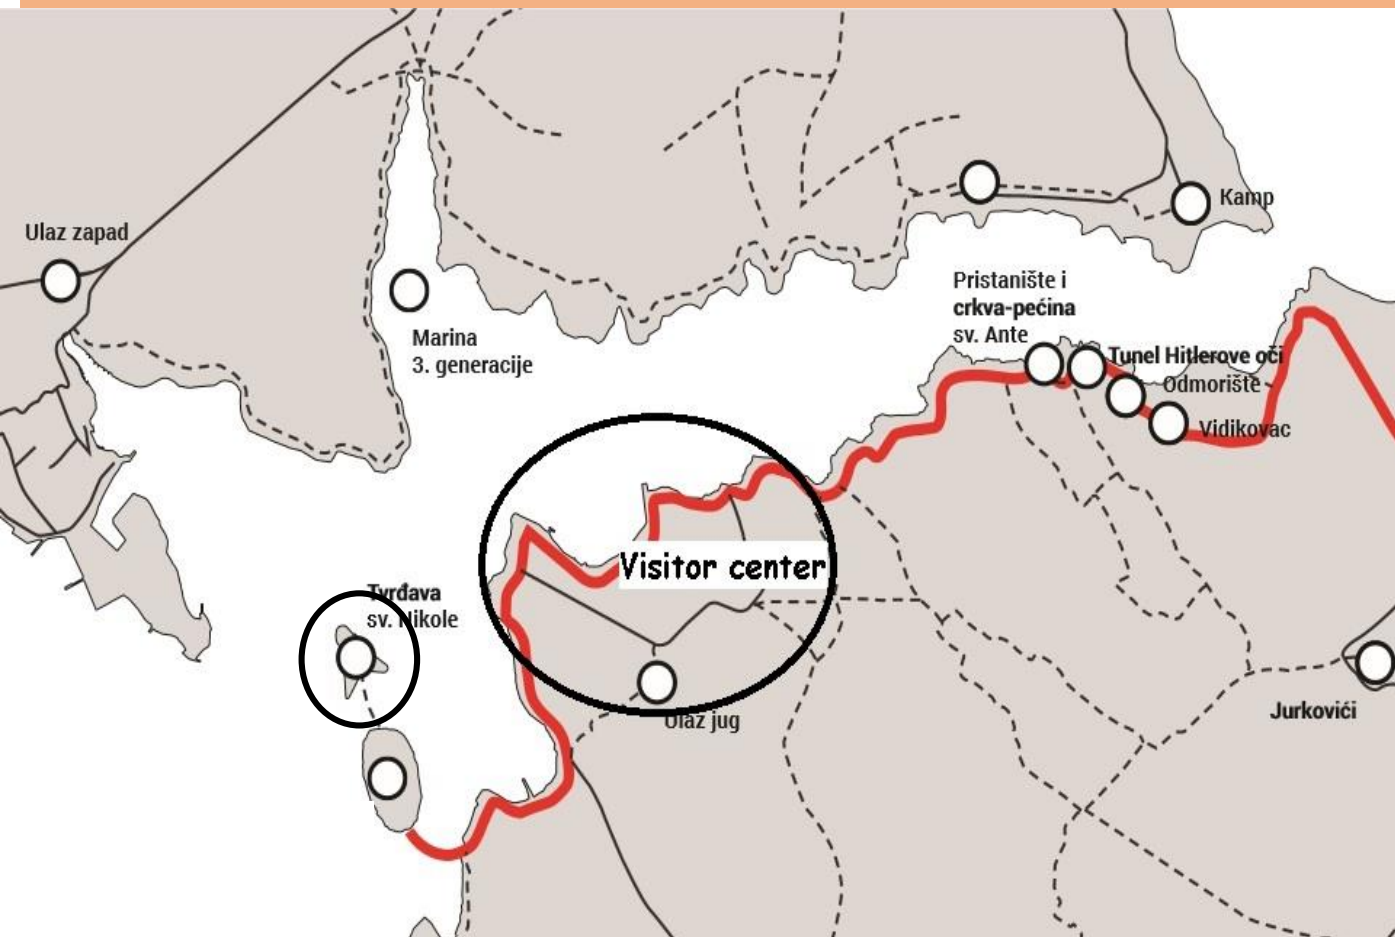 Ulaz zapad
Kamp
Marina
3. generacije
Pristanište i
crkva-pećina
sv. Ante
Tunel Hitlerove oči
Odmorište
Vidikovac
Visitor center
Tvrđava
sv. Nikole
Ulaz jug
Jurkovići